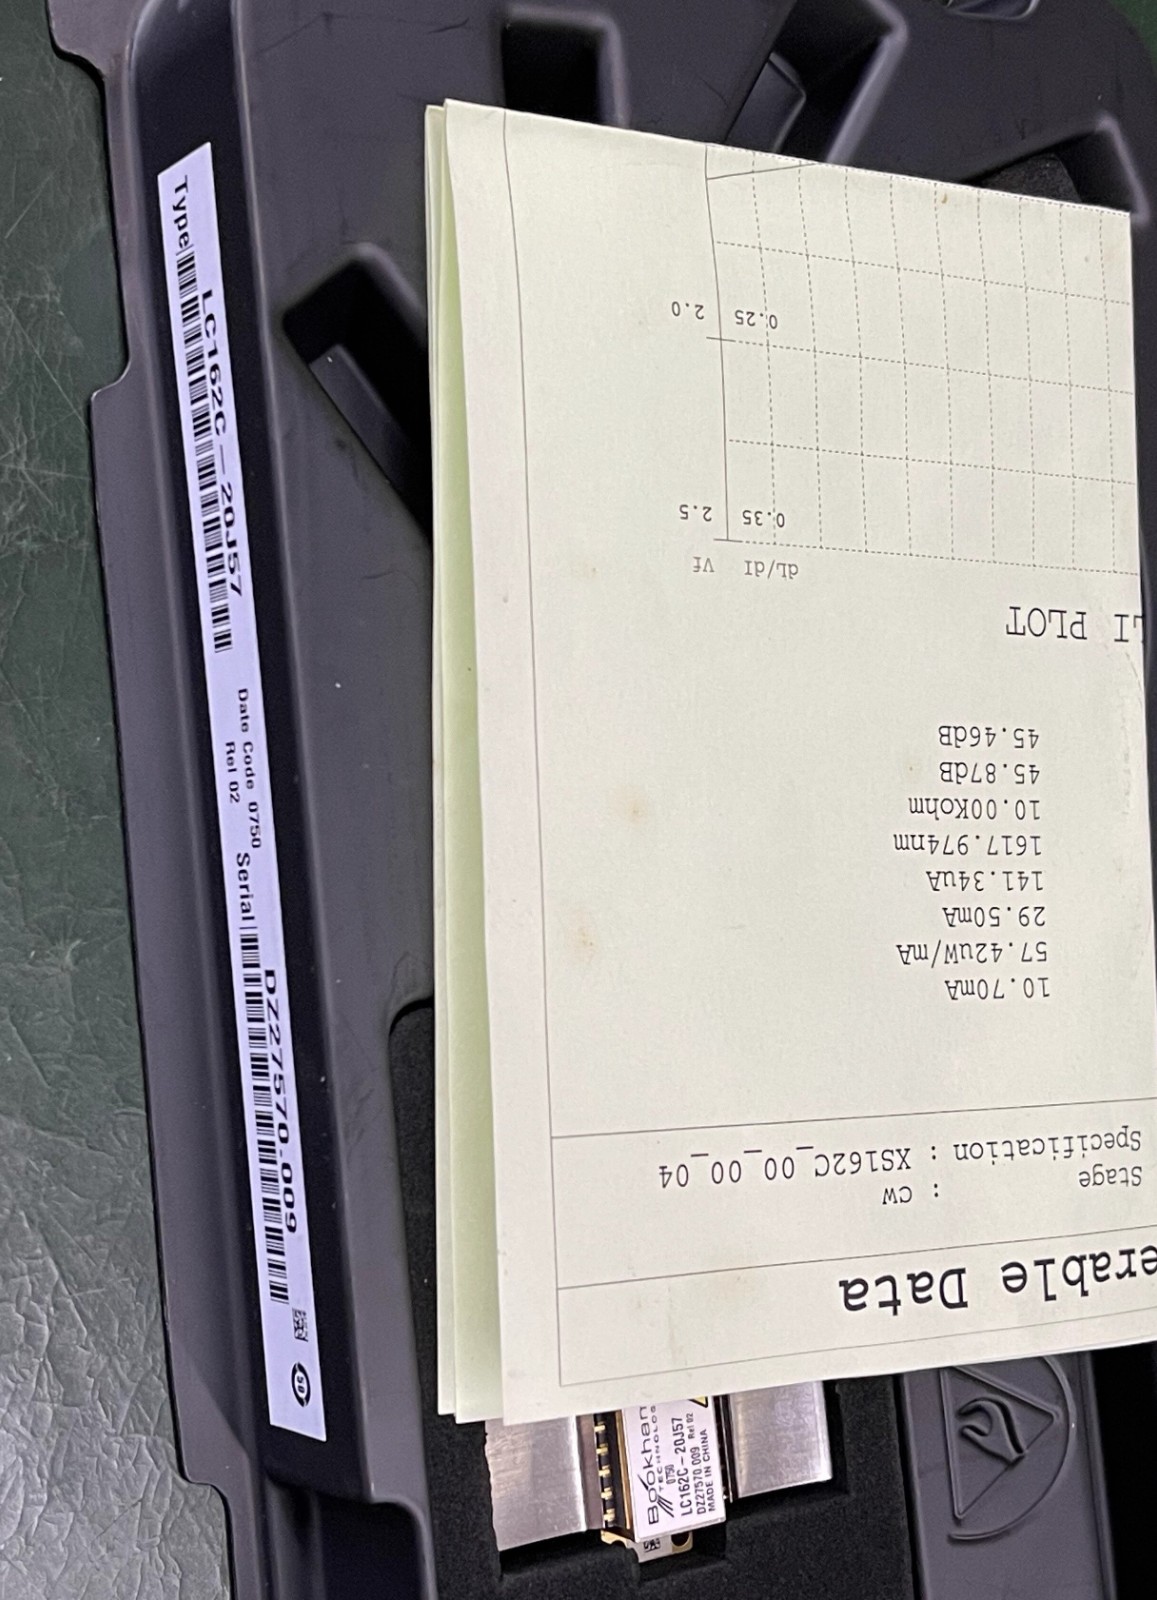 Type LC162C-20J57
Date Code 0750
Rel 02
Serial DZ27570.009
50
erable Data
Stage : CW
Specification : XS162C_00_00_04
10.70mA
57.42uW/mA
29.50mA
141.34uA
1617.974nm
10.00Kohm
45.87dB
45.46dB
LI PLOT
dL/dI Vf
0.35 2.5
0.25 2.0
Bookham
TECHNOLOG
0750
LC162C-20J57
DZ27570.009 Rel 02
MADE IN CHINA